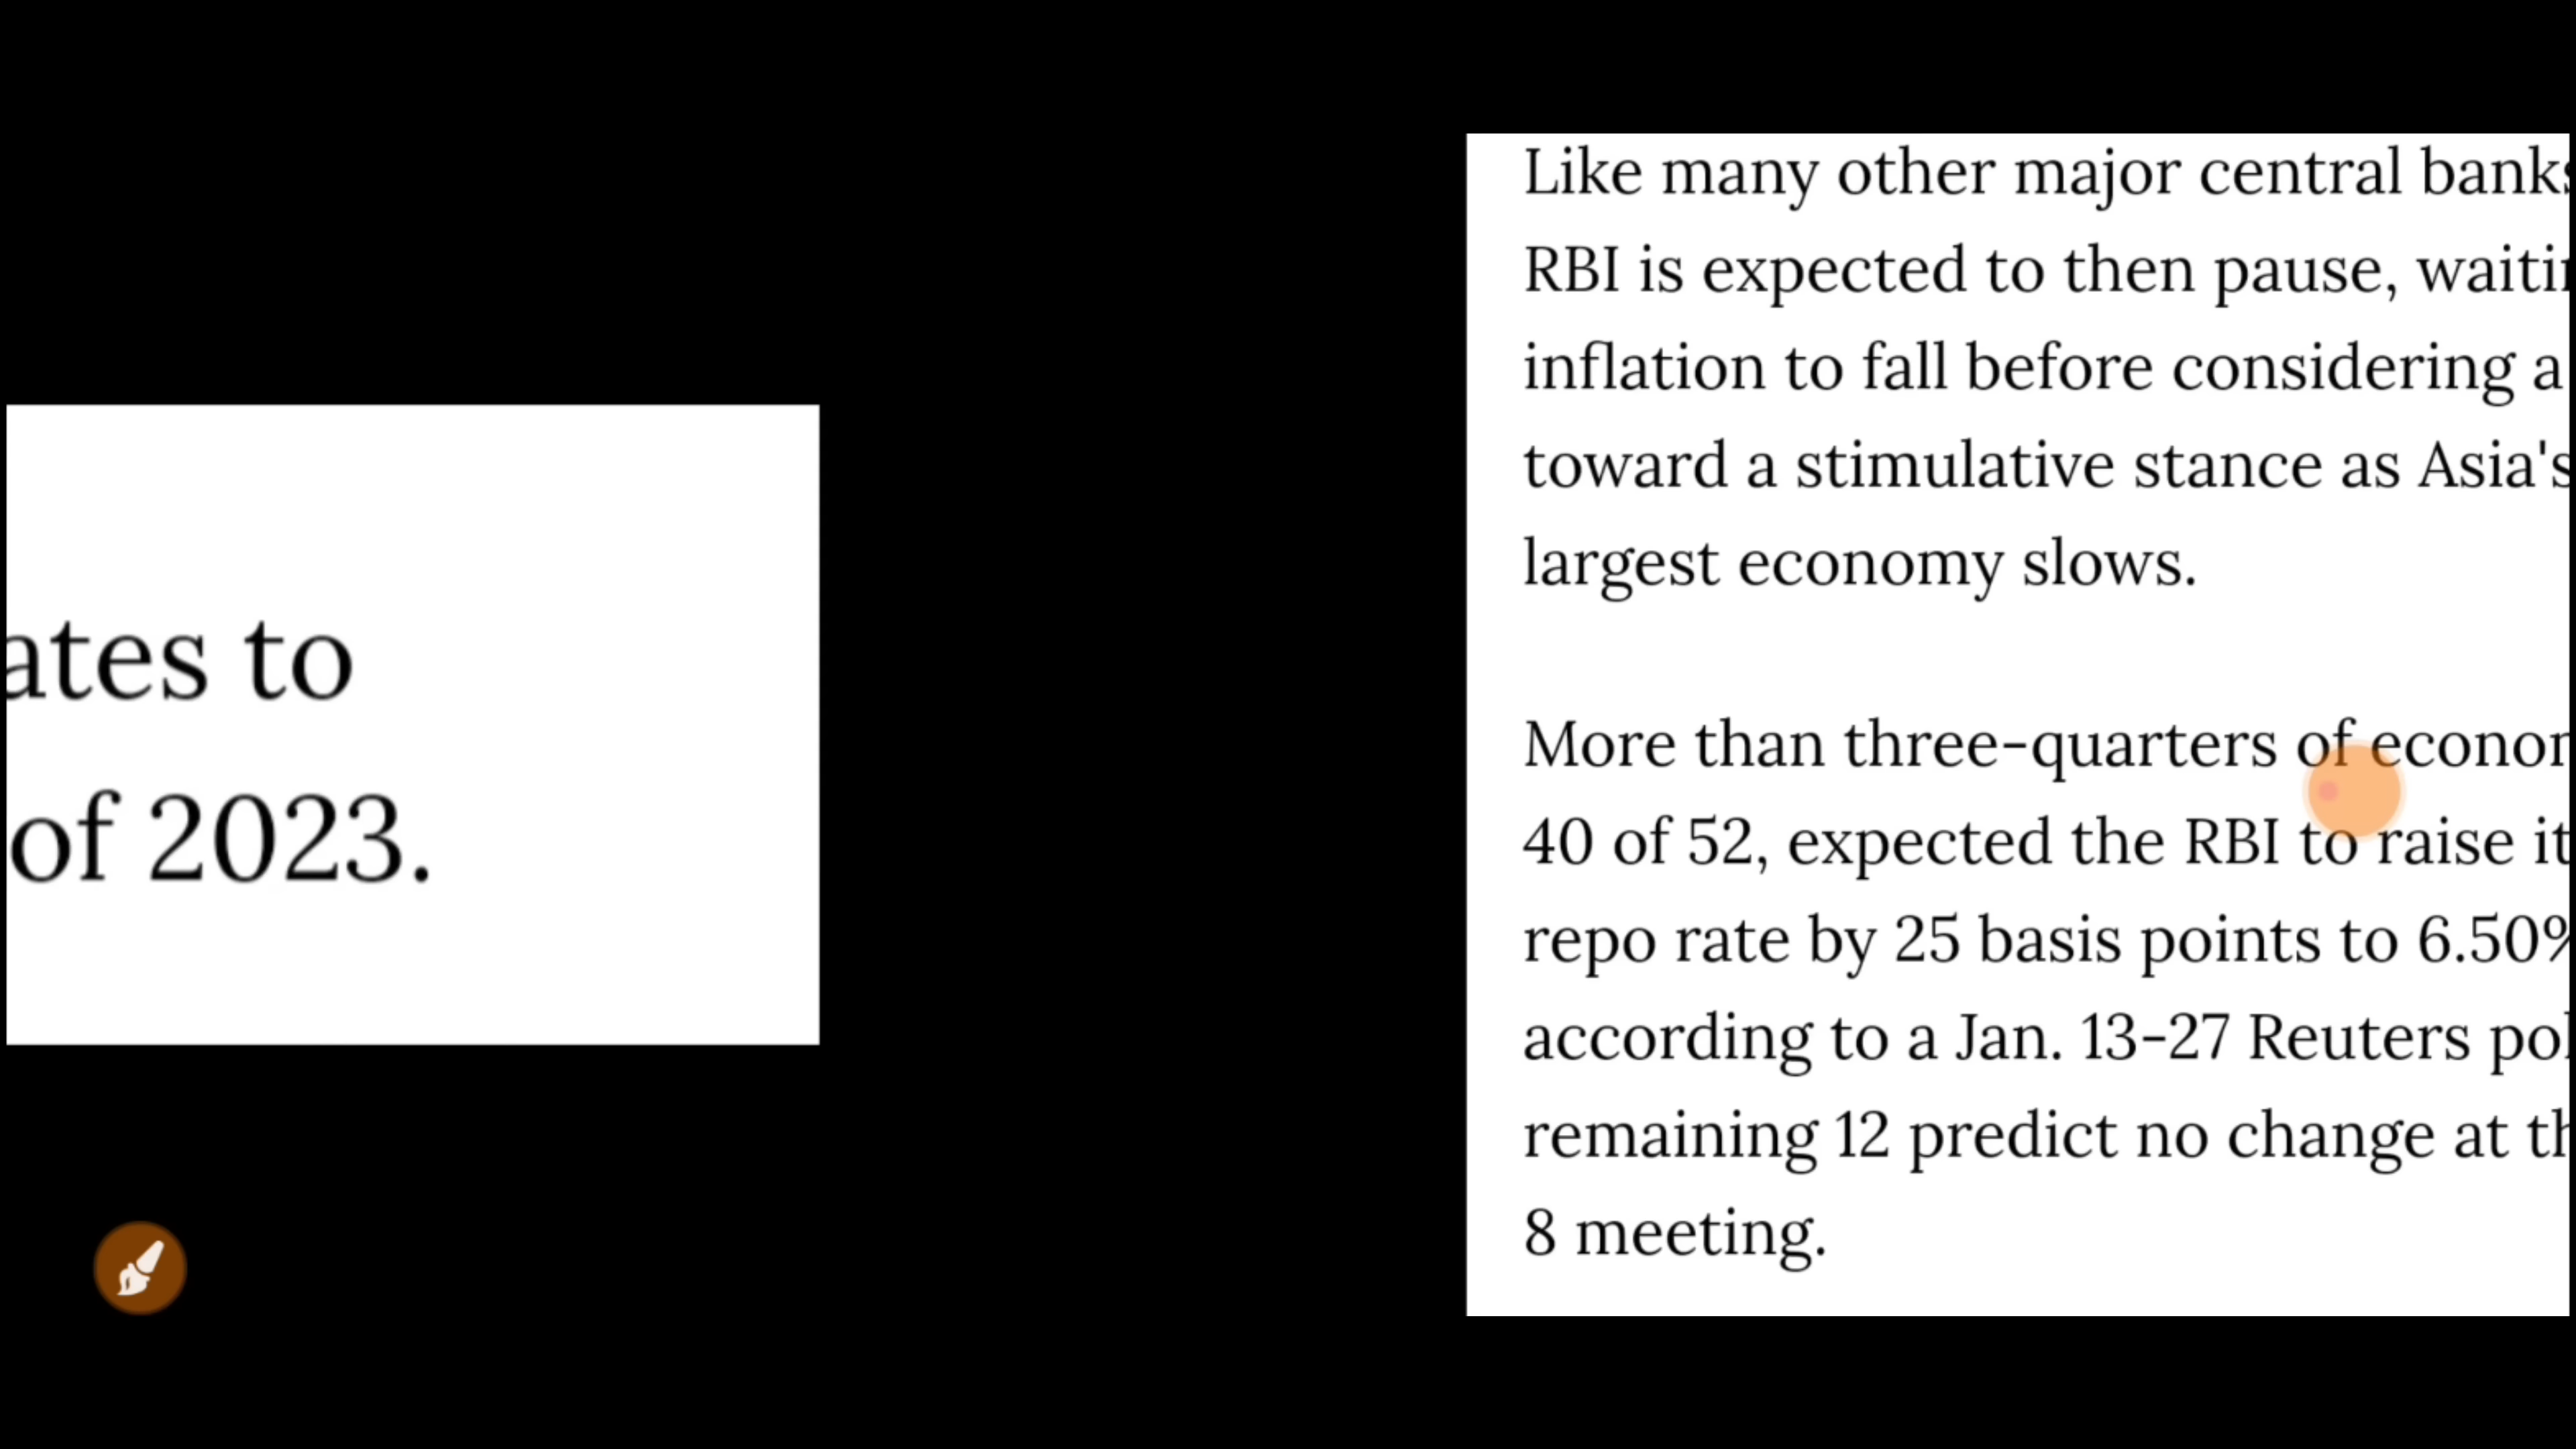 ates to
of 2023.
Like many other major central banks
RBI is expected to then pause, waiti
inflation to fall before considering a
toward a stimulative stance as Asia's
largest economy slows.
More than three-quarters of econo
40 of 52, expected the RBI to raise it
repo rate by 25 basis points to 6.50%
according to a Jan. 13-27 Reuters po
remaining 12 predict no change at th
8 meeting.